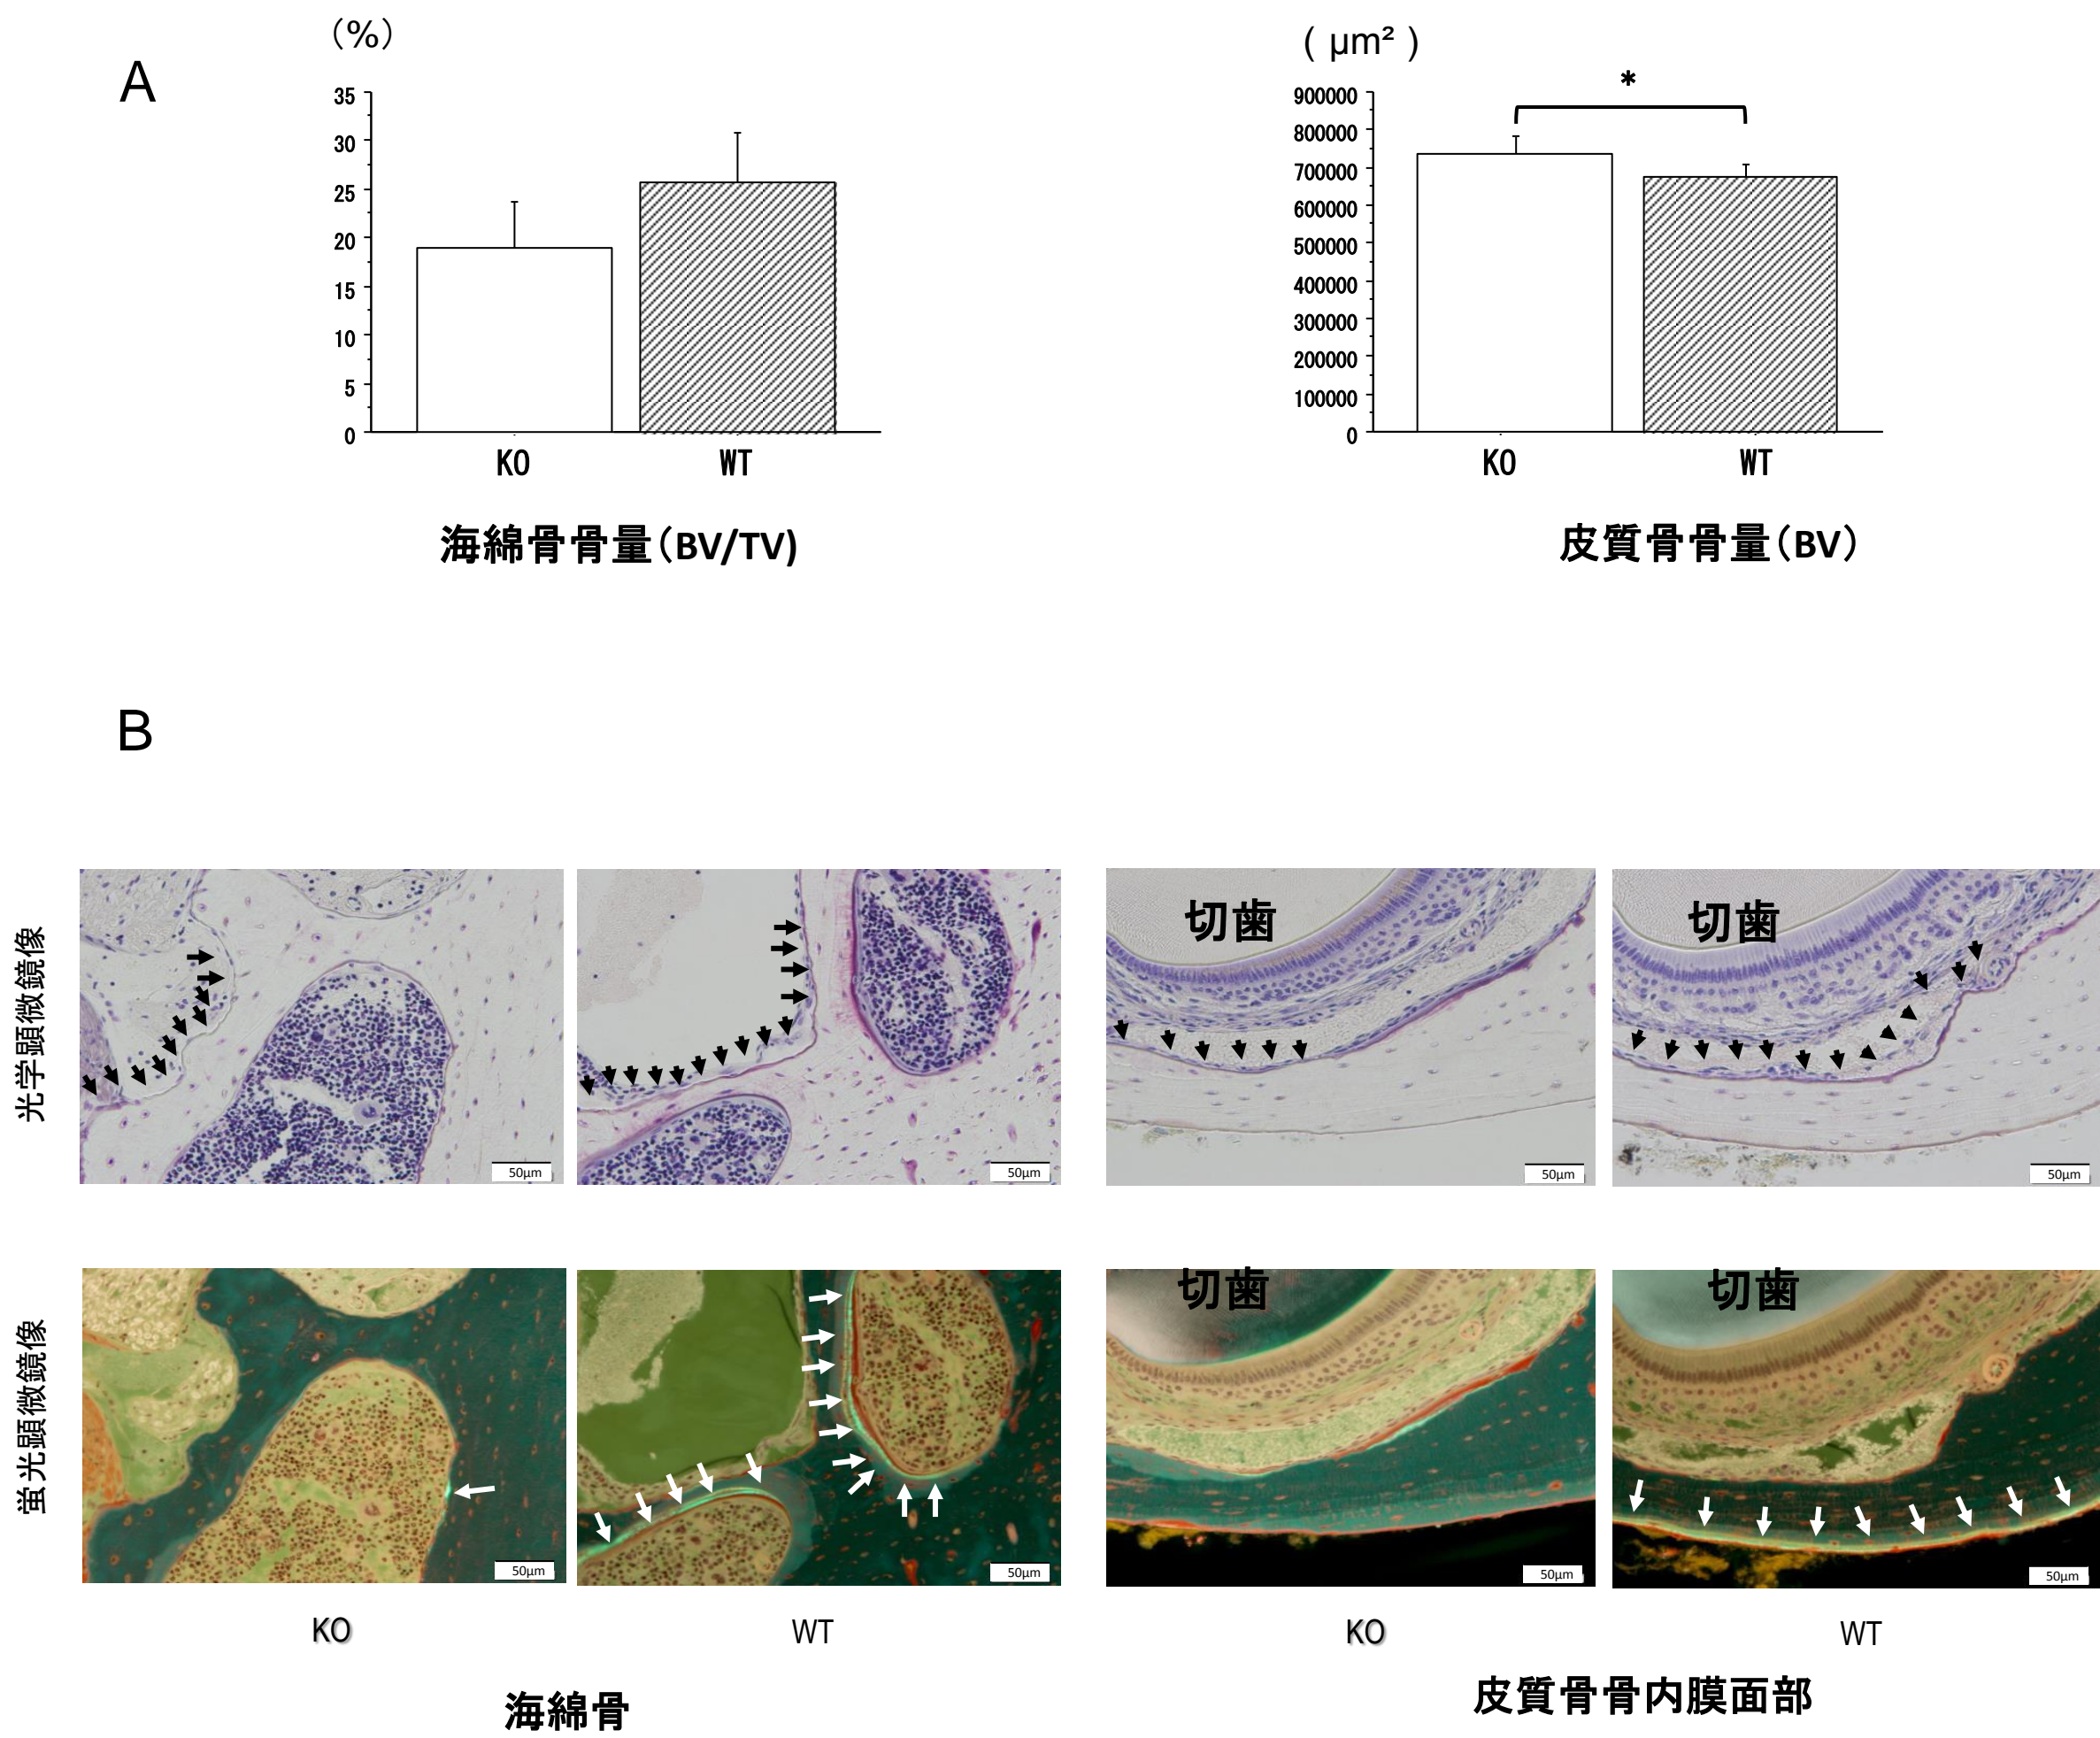 A
（%）
35
30
25
20
15
10
5
0
KO
WT
海綿骨骨量（BV/TV)
( μm² )
*
900000
800000
700000
600000
500000
400000
300000
200000
100000
0
KO
WT
皮質骨骨量（BV）
B
光学顕微鏡像
50μm
50μm
切歯
50μm
切歯
50μm
蛍光顕微鏡像
50μm
50μm
切歯
50μm
切歯
50μm
KO
WT
KO
WT
海綿骨
皮質骨骨内膜面部